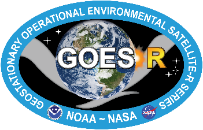 GEOSTATIONARY OPERATIONAL ENVIRONMENTAL SATELLITE-R SERIES
GOES R
NOAA ~ NASA